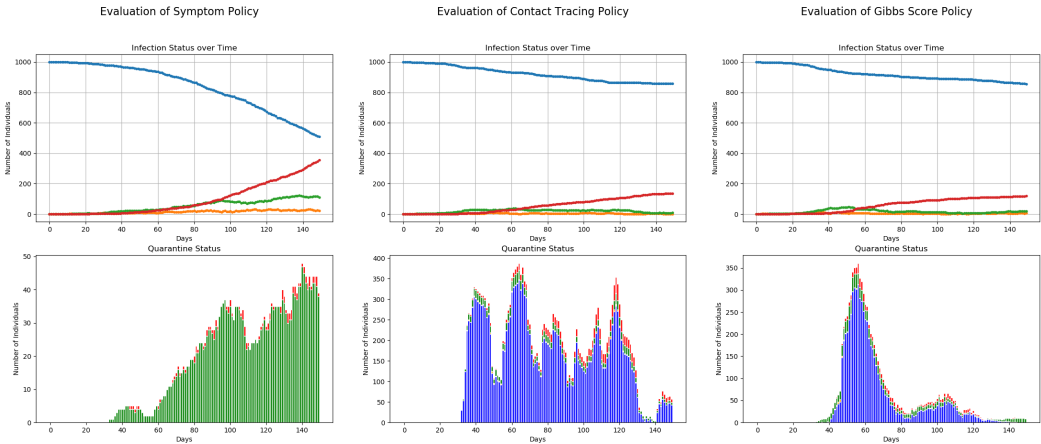 Evaluation of Symptom Policy
Evaluation of Contact Tracing Policy
Evaluation of Gibbs Score Policy
Infection Status over Time
Number of Individuals
1000
800
600
400
200
0
0 20 40 60 80 100 120 140
Days
Infection Status over Time
Number of Individuals
1000
800
600
400
200
0
0 20 40 60 80 100 120 140
Days
Infection Status over Time
Number of Individuals
1000
800
600
400
200
0
0 20 40 60 80 100 120 140
Days
Quarantine Status
Number of Individuals
50
40
30
20
10
0
0 20 40 60 80 100 120 140
Days
Quarantine Status
Number of Individuals
400
350
300
250
200
150
100
50
0
0 20 40 60 80 100 120 140
Days
Quarantine Status
Number of Individuals
350
300
250
200
150
100
50
0
0 20 40 60 80 100 120 140
Days